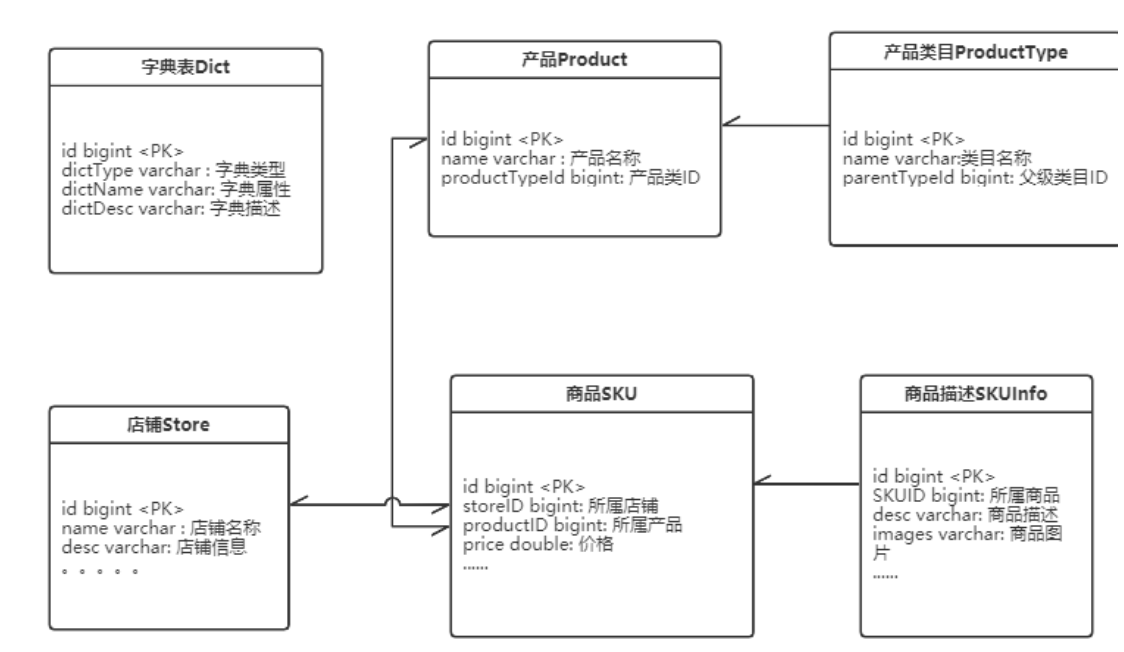 字典表Dict
id bigint <PK>
dictType varchar : 字典类型
dictName varchar: 字典属性
dictDesc varchar: 字典描述
产品Product
id bigint <PK>
name varchar : 产品名称
productTypeId bigint: 产品类ID
产品类目ProductType
id bigint <PK>
name varchar:类目名称
parentTypeId bigint: 父级类目ID
店铺Store
id bigint <PK>
name varchar : 店铺名称
desc varchar: 店铺信息
。。。。。
商品SKU
id bigint <PK>
storeID bigint: 所属店铺
productID bigint: 所属产品
price double: 价格
......
商品描述SKUInfo
id bigint <PK>
SKUID bigint: 所属商品
desc varchar: 商品描述
images varchar: 商品图
片
......